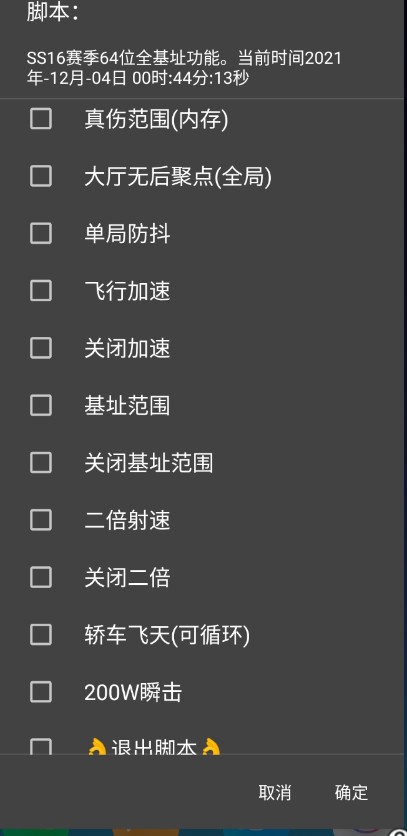 脚本：
SS16赛季64位全基址功能。当前时间2021
年-12月-04日 00时:44分:13秒
真伤范围(内存)
大厅无后聚点(全局)
单局防抖
飞行加速
关闭加速
基址范围
关闭基址范围
二倍射速
关闭二倍
轿车飞天(可循环)
200W瞬击
👌退出脚本👌
取消
确定